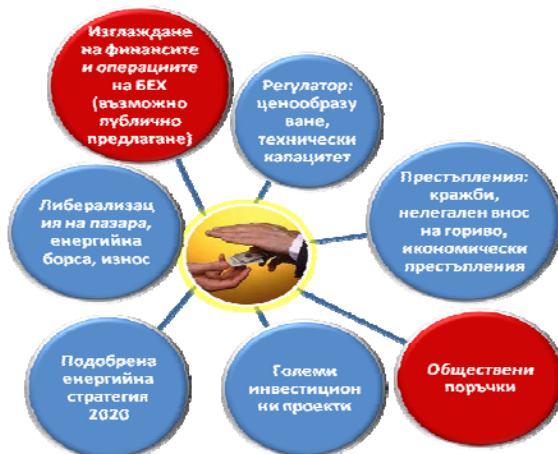 Изглаждане
на финансите
и операциите
на БЕХ
(възможно
публично
предлагане)
Регулатор:
ценообразу
ване,
технически
капацитет
Престъпления:
кражби,
нелегален внос
на гориво,
икономически
престъпления
Обществени
поръчки
Големи
инвестицион
ни проекти
Подобрена
енергийна
стратегия
2020
Либерализац
ия на пазара,
енергийна
борса, износ